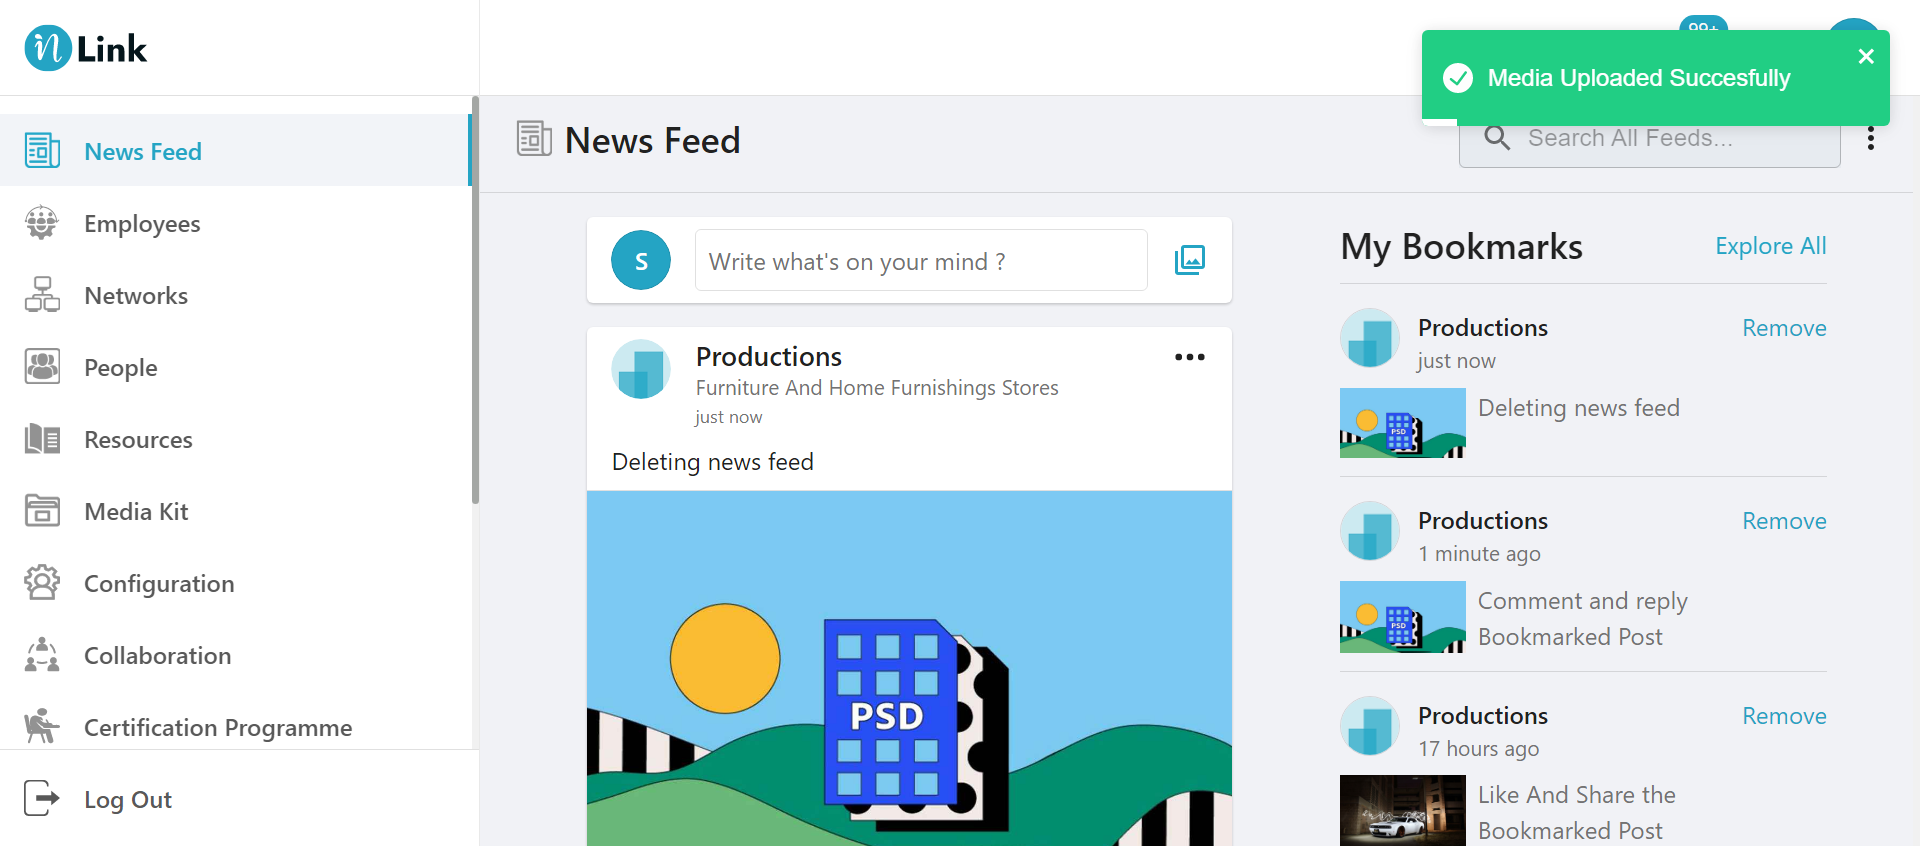 n Link
99+
Media Uploaded Succesfully
News Feed
Employees
Networks
People
Resources
Media Kit
Configuration
Collaboration
Certification Programme
Log Out
News Feed
Search All Feeds...
S
Write what's on your mind ?
Productions
Furniture And Home Furnishings Stores
just now
Deleting news feed
PSD
My Bookmarks
Explore All
Productions
Remove
just now
PSD
Deleting news feed
Productions
Remove
1 minute ago
PSD
Comment and reply
Bookmarked Post
Productions
Remove
17 hours ago
Like And Share the
Bookmarked Post